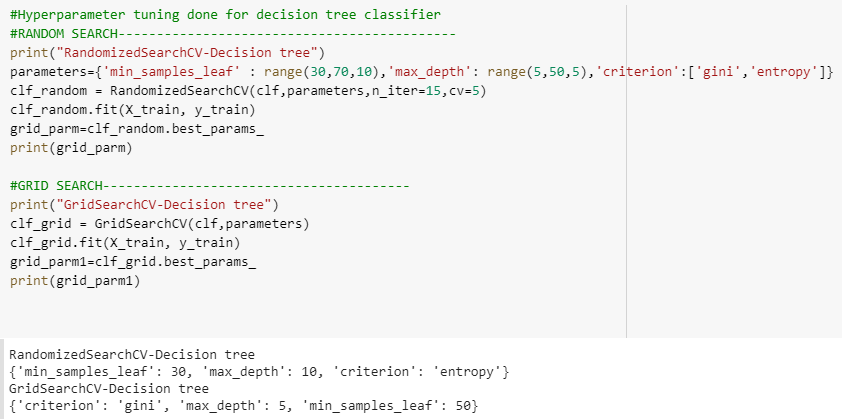 #Hyperparameter tuning done for decision tree classifier
#RANDOM SEARCH-----------------------------------------
print("RandomizedSearchCV-Decision tree")
parameters={'min_samples_leaf' : range(30,70,10),'max_depth': range(5,50,5),'criterion':['gini','entropy']}
clf_random = RandomizedSearchCV(clf,parameters,n_iter=15,cv=5)
clf_random.fit(X_train, y_train)
grid_parm=clf_random.best_params_
print(grid_parm)
#GRID SEARCH-------------------------------------
print("GridSearchCV-Decision tree")
clf_grid = GridSearchCV(clf,parameters)
clf_grid.fit(X_train, y_train)
grid_parm1=clf_grid.best_params_
print(grid_parm1)
RandomizedSearchCV-Decision tree
{'min_samples_leaf': 30, 'max_depth': 10, 'criterion': 'entropy'}
GridSearchCV-Decision tree
{'criterion': 'gini', 'max_depth': 5, 'min_samples_leaf': 50}